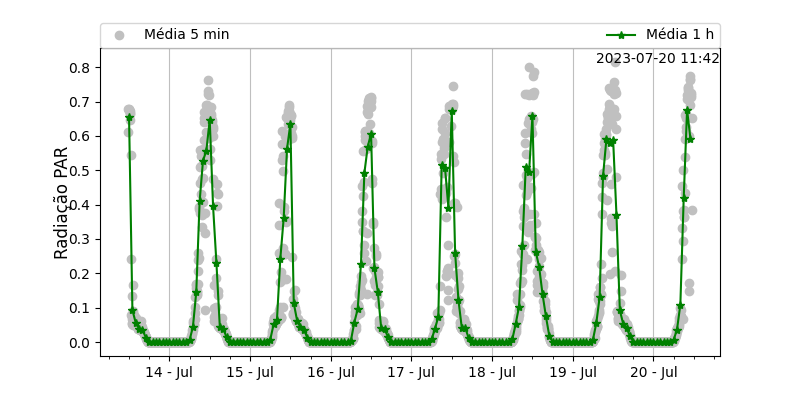 Média 5 min
Média 1 h
2023-07-20 11:42
Radiação PAR
0.8
0.7
0.6
0.5
0.4
0.3
0.2
0.1
0.0
14 - Jul
15 - Jul
16 - Jul
17 - Jul
18 - Jul
19 - Jul
20 - Jul